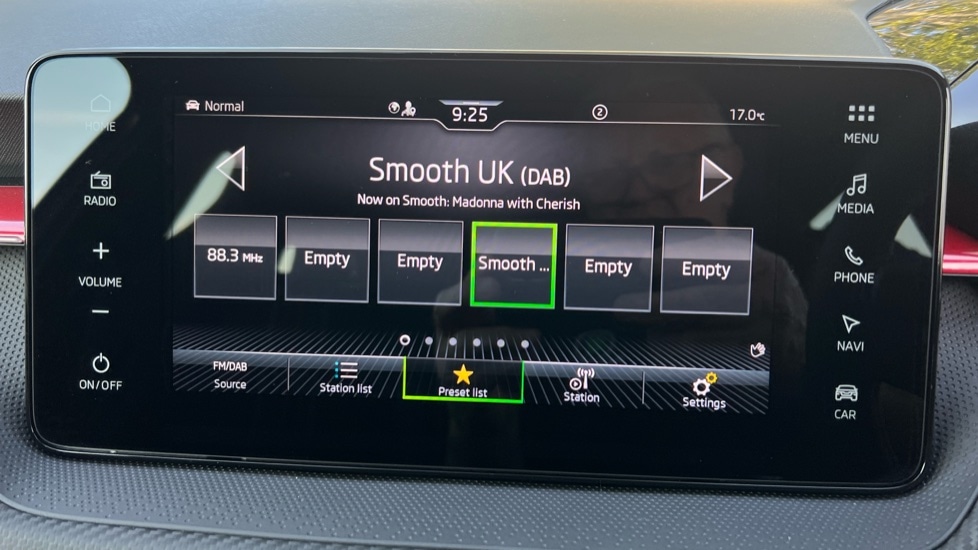 Normal
9:25
2
17.0°C
HOME
RADIO
+
VOLUME
−
ON/OFF
Smooth UK (DAB)
Now on Smooth: Madonna with Cherish
88.3 MHz
Empty
Empty
Smooth ...
Empty
Empty
FM/DAB
Source
Station list
Preset list
Station
Settings
MENU
MEDIA
PHONE
NAVI
CAR